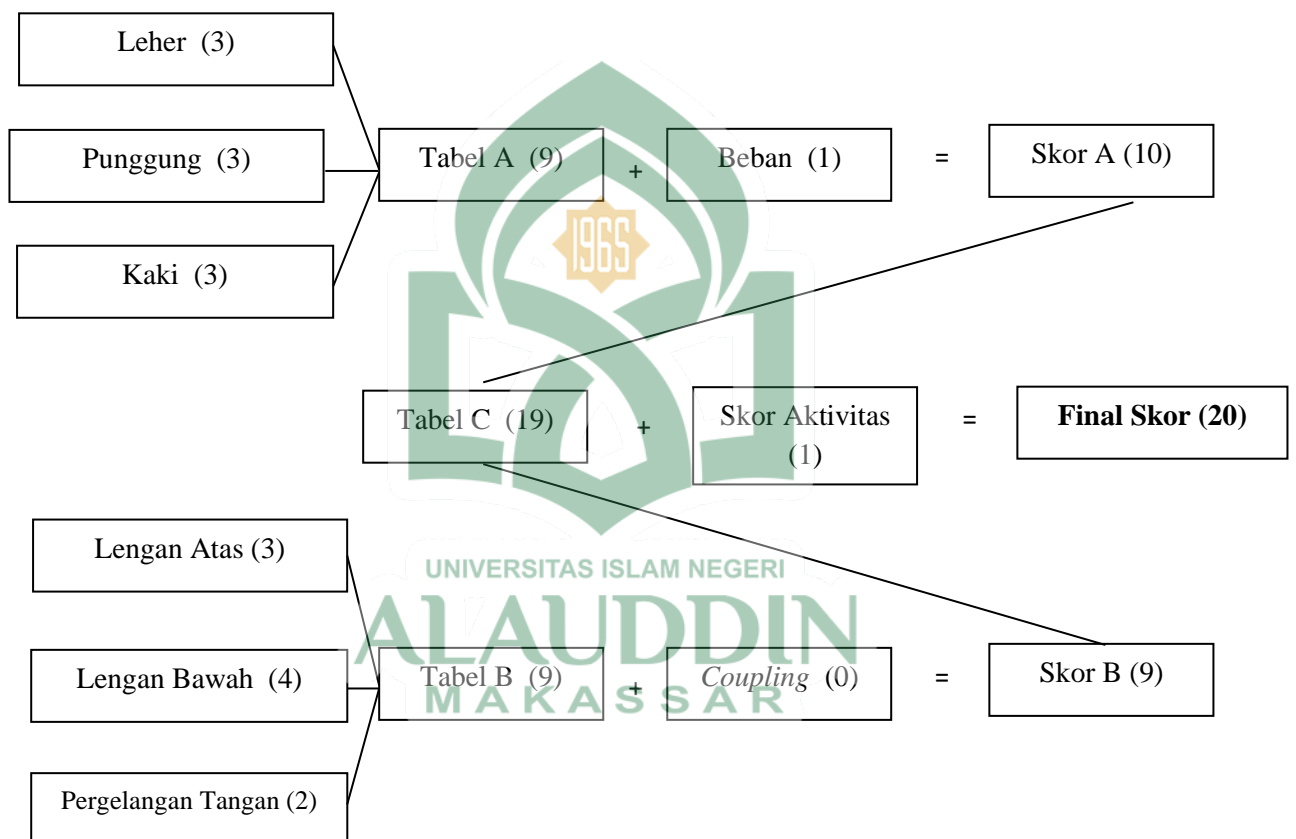 Leher (3)
Punggung (3)
Kaki (3)
Tabel A (9)
+
Beban (1)
=
Skor A (10)
1965
Tabel C (19)
+
Skor Aktivitas
(1)
=
Final Skor (20)
Lengan Atas (3)
Lengan Bawah (4)
Pergelangan Tangan (2)
UNIVERSITAS ISLAM NEGERI
ALAUDDIN
MAKASSAR
Tabel B (9)
+
Coupling (0)
=
Skor B (9)